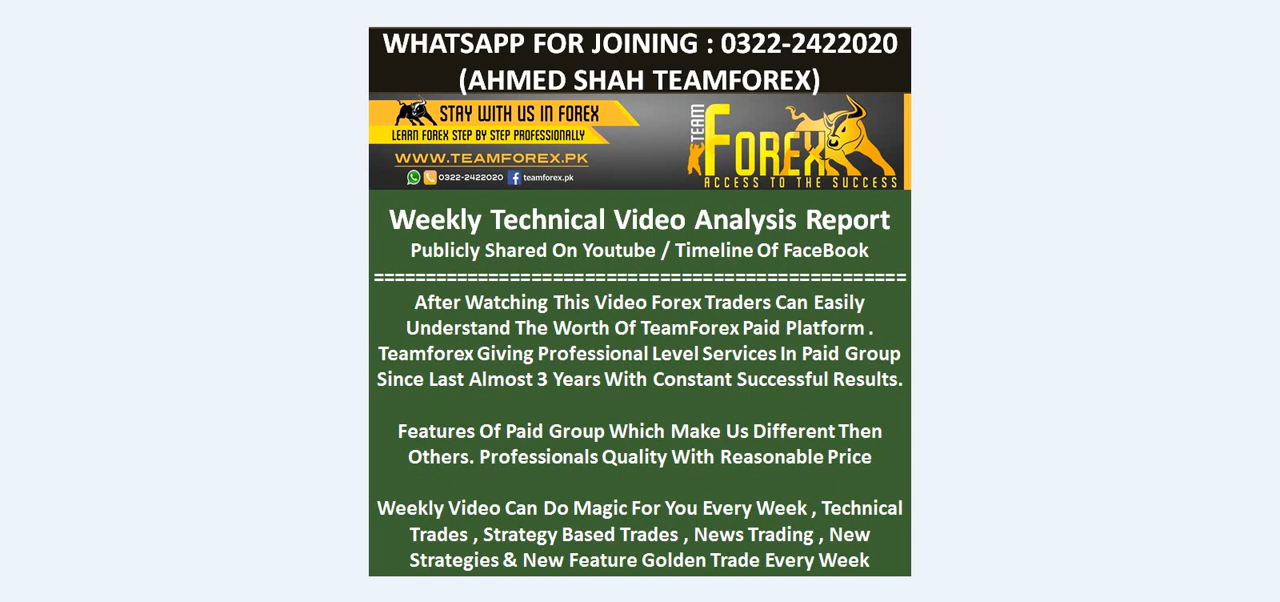 WHATSAPP FOR JOINING : 0322-2422020
(AHMED SHAH TEAMFOREX)
STAY WITH US IN FOREX
LEARN FOREX STEP BY STEP PROFESSIONALLY
WWW.TEAMFOREX.PK
0322-2422020 teamforex.pk
TEAM
FOREX
ACCESS TO THE SUCCESS
Weekly Technical Video Analysis Report
Publicly Shared On Youtube / Timeline Of FaceBook
===================================================
After Watching This Video Forex Traders Can Easily
Understand The Worth Of TeamForex Paid Platform .
Teamforex Giving Professional Level Services In Paid Group
Since Last Almost 3 Years With Constant Successful Results.
Features Of Paid Group Which Make Us Different Then
Others. Professionals Quality With Reasonable Price
Weekly Video Can Do Magic For You Every Week , Technical
Trades , Strategy Based Trades , News Trading , New
Strategies & New Feature Golden Trade Every Week